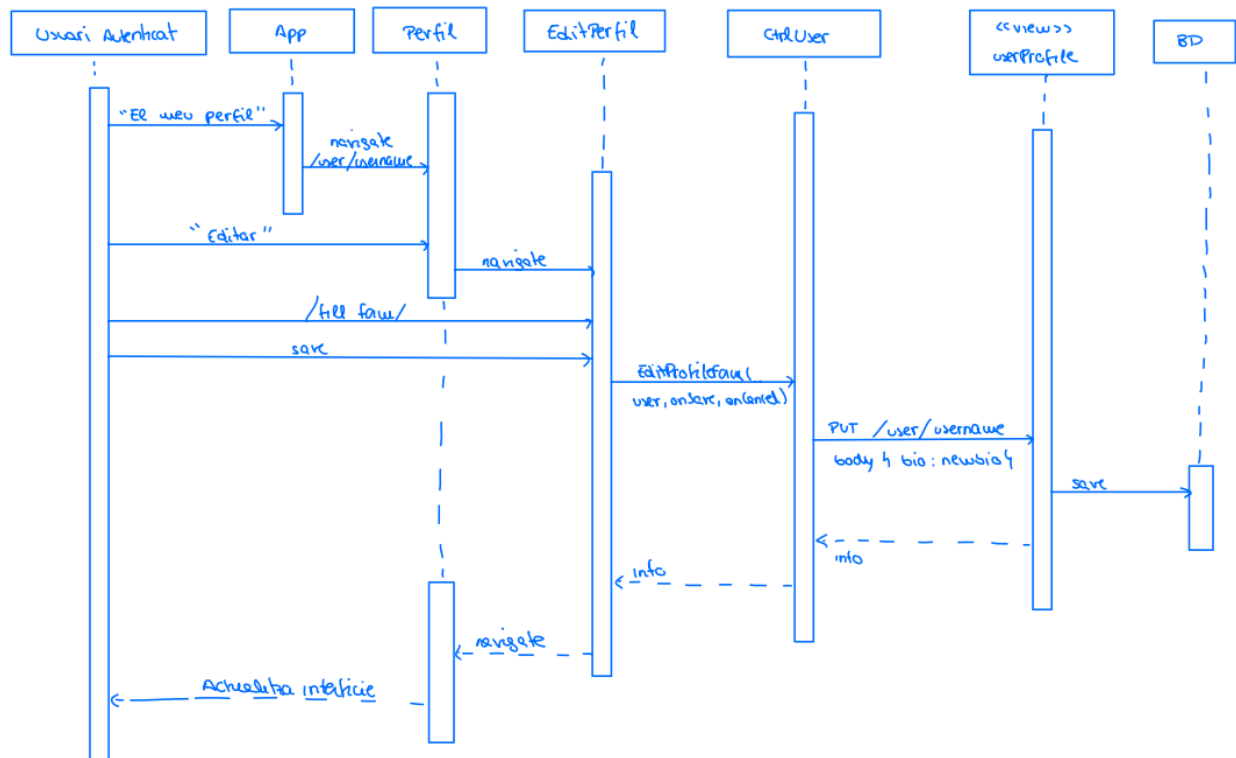 Usuari Autenticat
App
Perfil
EditPerfil
CtrlUser
<<view>>
userProfile
BD
"El meu perfil"
navigate
/user/username
"Editar"
navigate
/fill form/
save
EditProfileForm(
user, onSave, onCancel)
PUT /user/username
body { bio: newbio }
save
info
info
navigate
Actualitza interfície